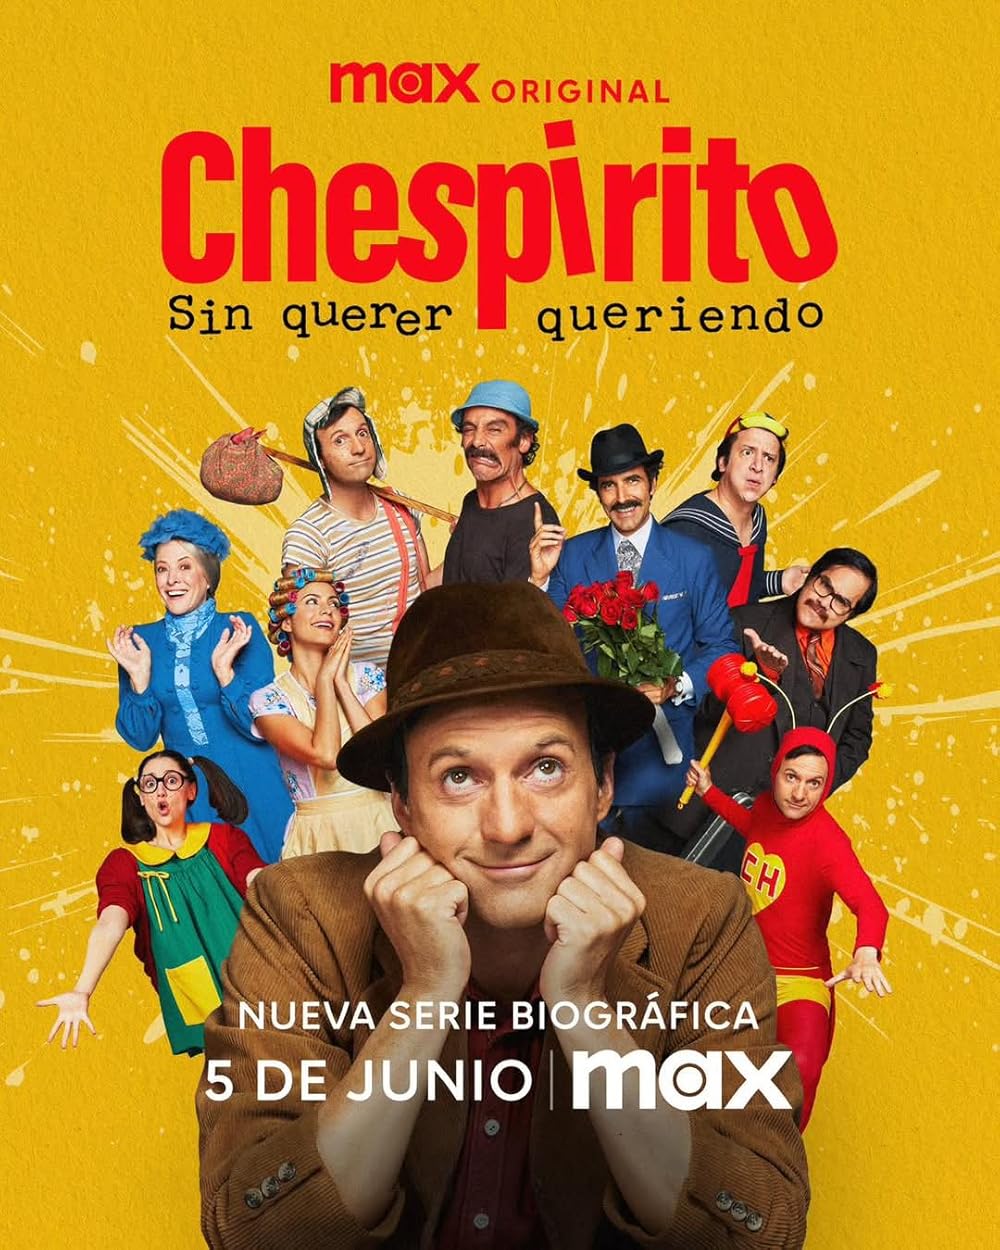 max ORIGINAL
Chespirito
Sin querer queriendo
CH
NUEVA SERIE BIOGRÁFICA
5 DE JUNIO | max